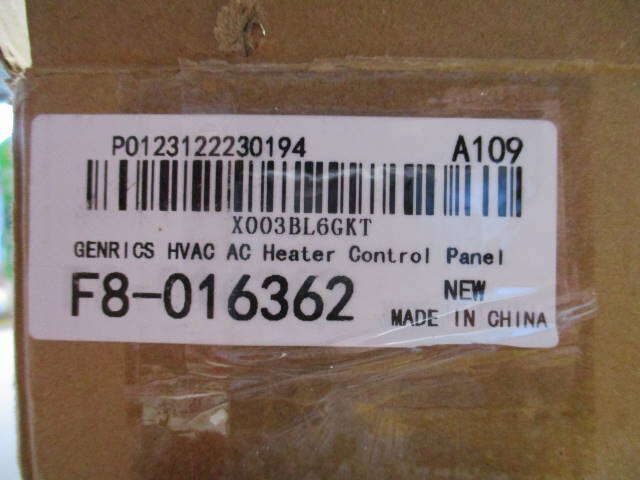 P0123122230194 A109
X003BL6GKT
GENRICS HVAC AC Heater Control Panel
F8-016362 NEW
MADE IN CHINA